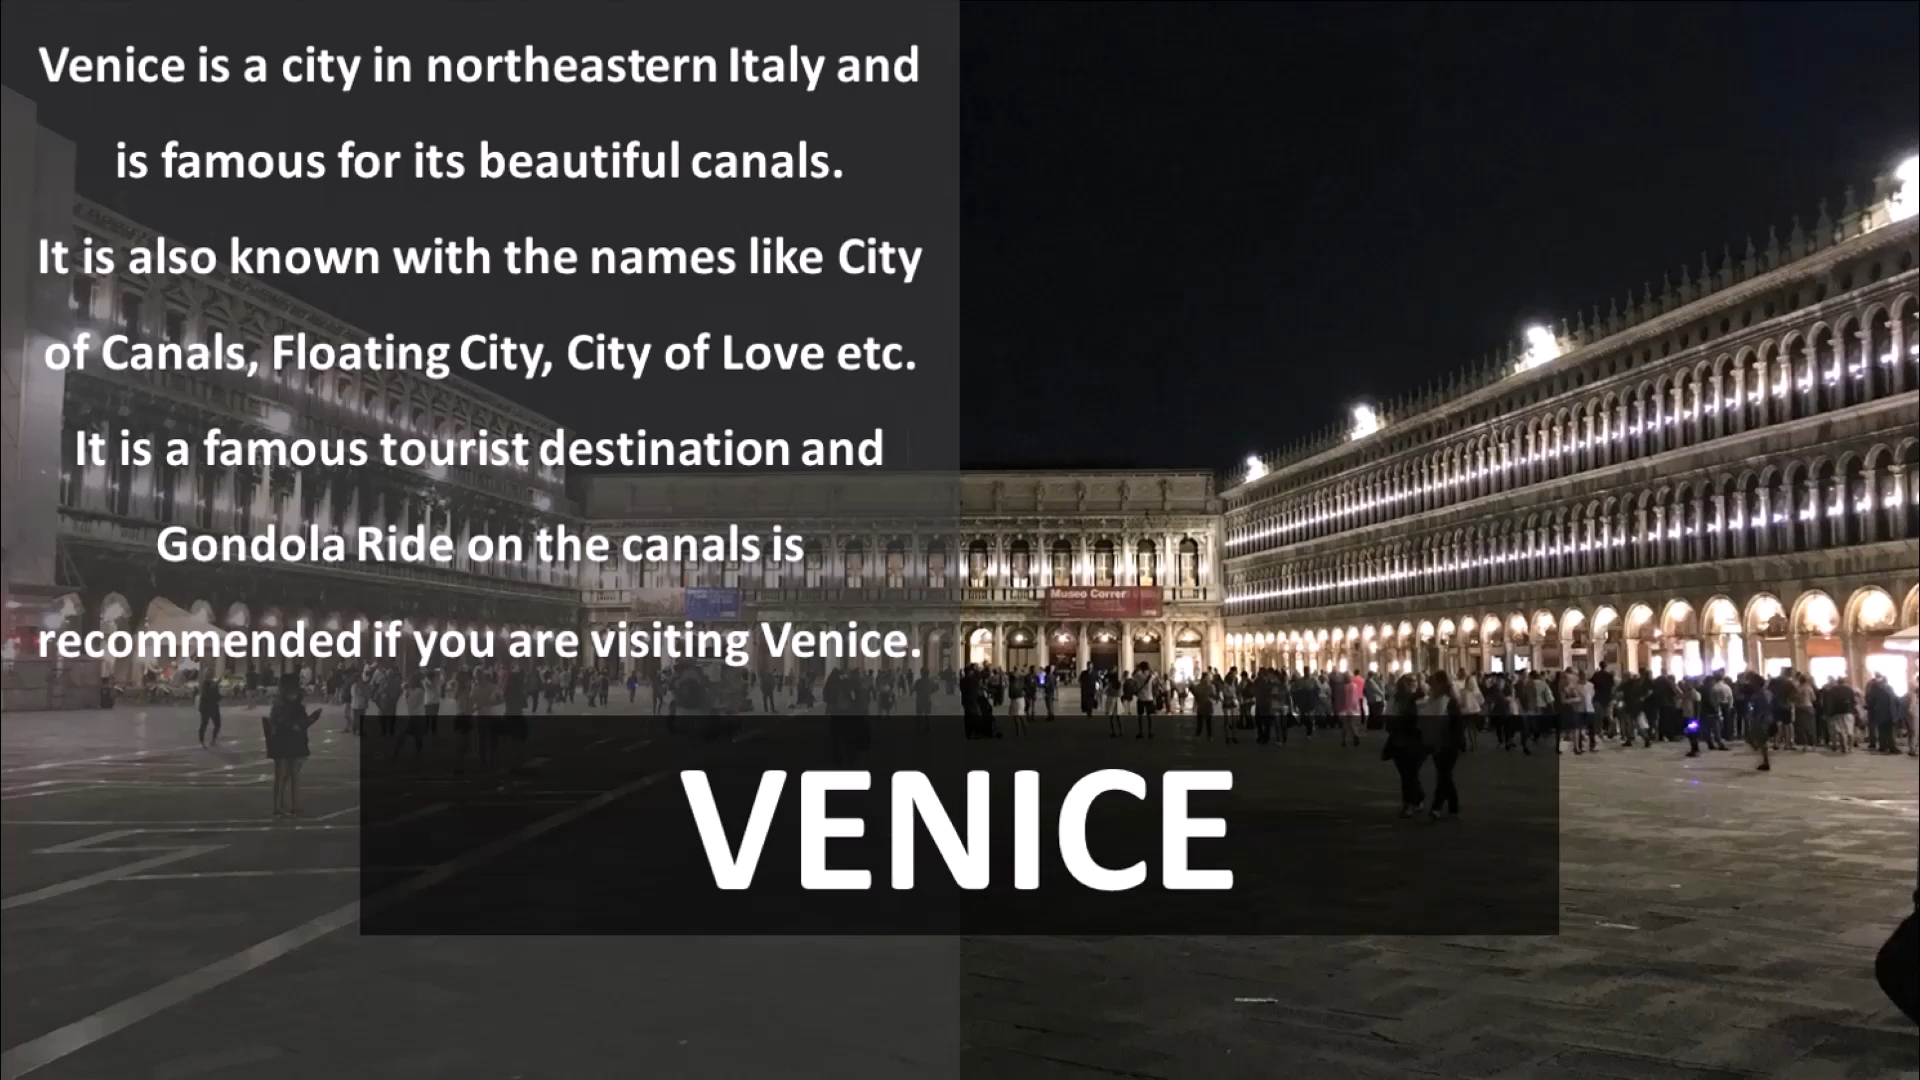 Venice is a city in northeastern Italy and
is famous for its beautiful canals.
It is also known with the names like City
of Canals, Floating City, City of Love etc.
It is a famous tourist destination and
Gondola Ride on the canals is
recommended if you are visiting Venice.
Museo Correr
VENICE